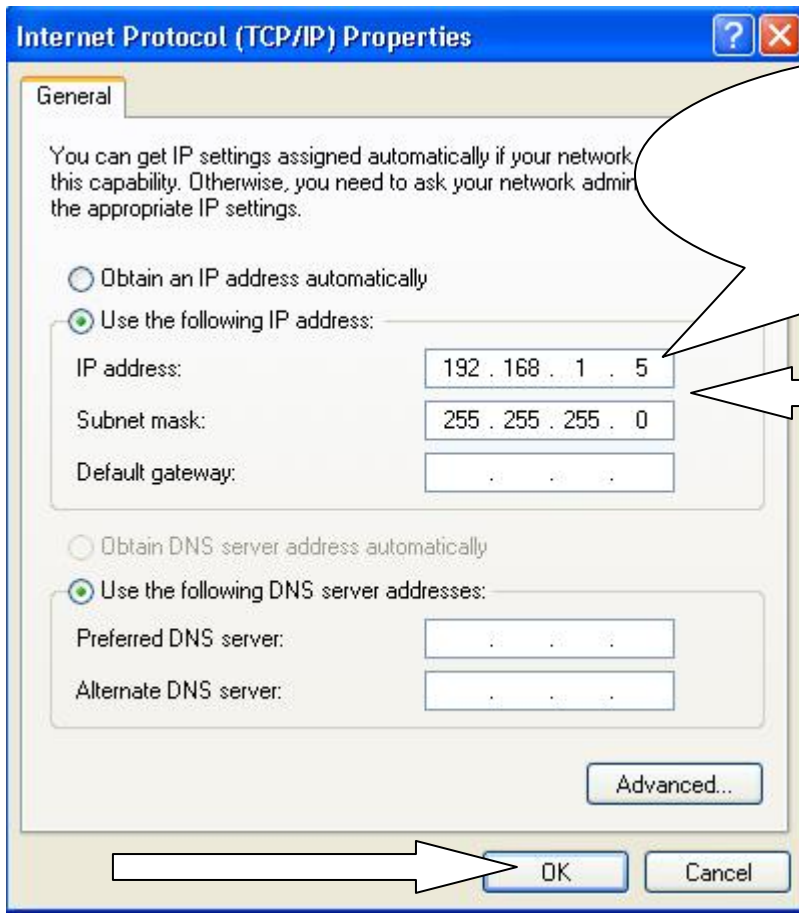 Internet Protocol (TCP/IP) Properties
General
You can get IP settings assigned automatically if your network
this capability. Otherwise, you need to ask your network admin
the appropriate IP settings.
Obtain an IP address automatically
Use the following IP address:
IP address: 192 . 168 . 1 . 5
Subnet mask: 255 . 255 . 255 . 0
Default gateway: . . .
Obtain DNS server address automatically
Use the following DNS server addresses:
Preferred DNS server: . . .
Alternate DNS server: . . .
Advanced...
OK Cancel